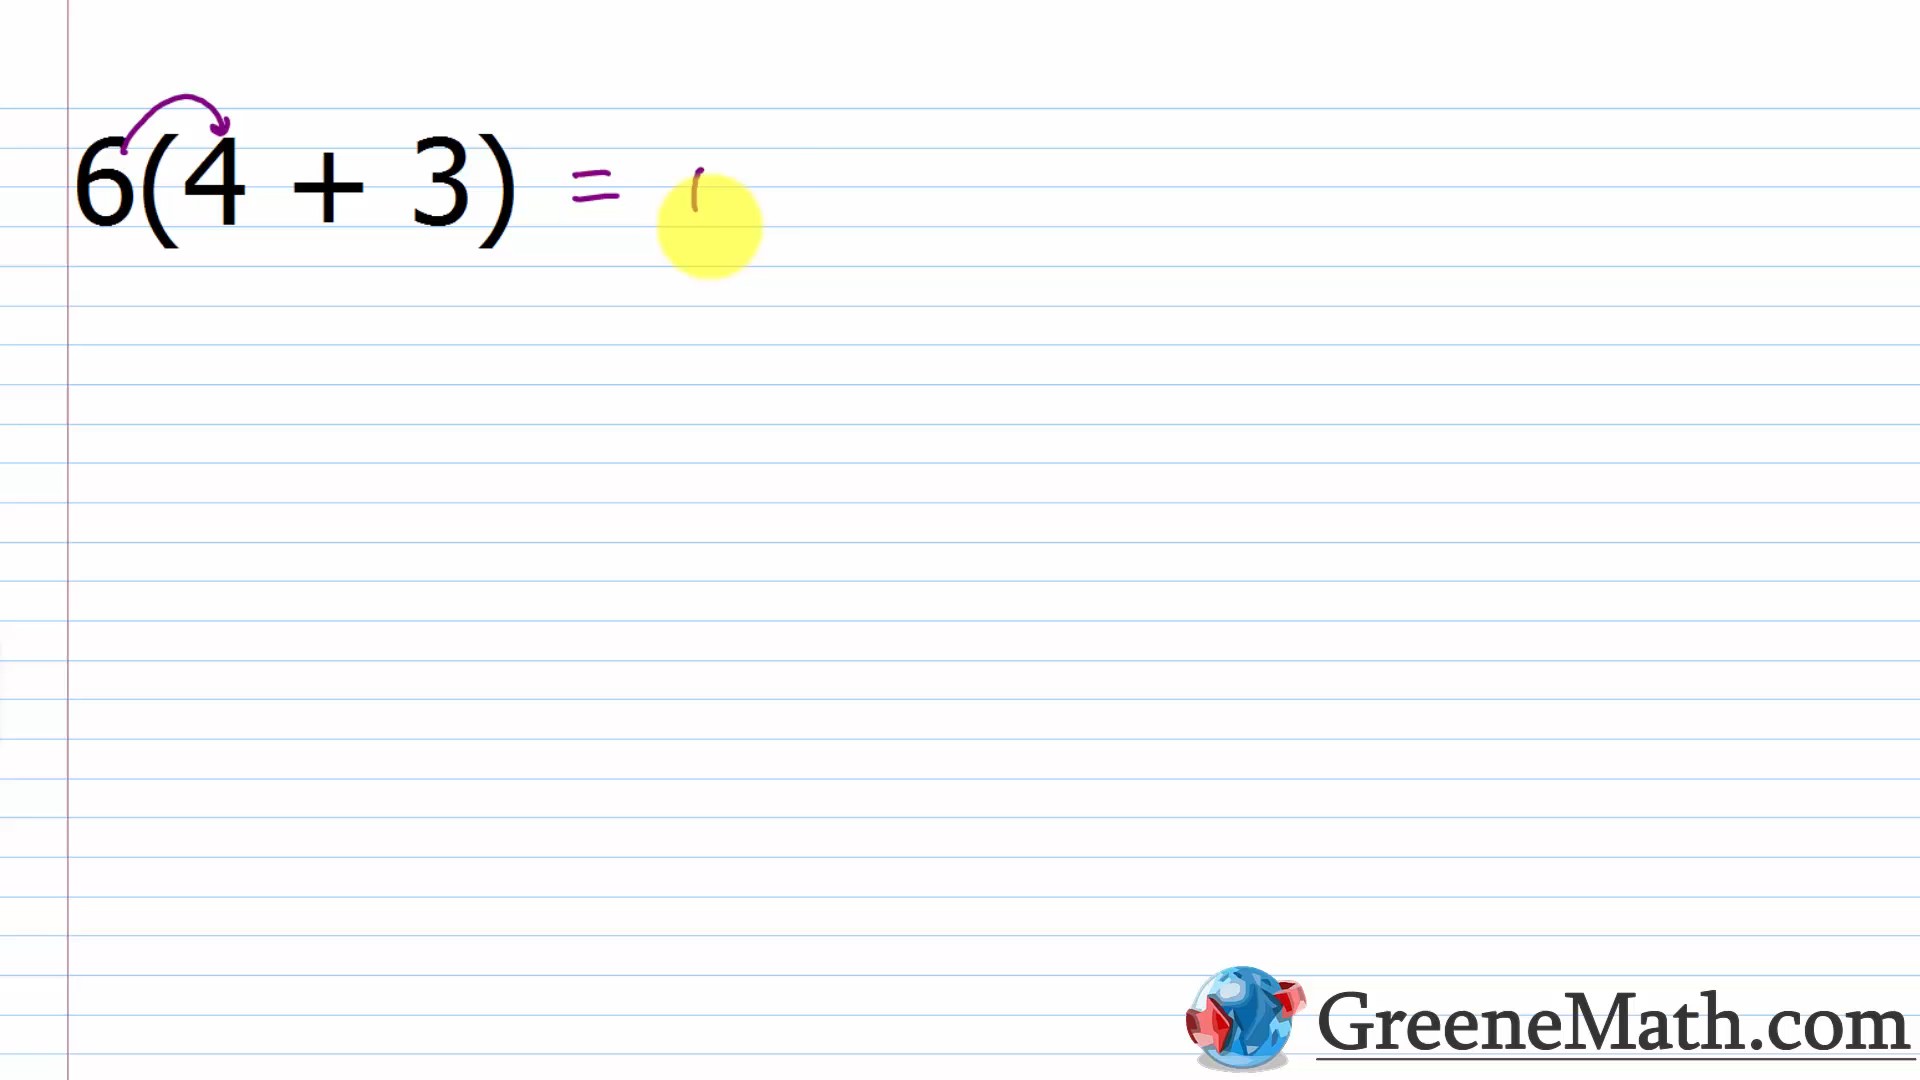 6(4 + 3) =
GreeneMath.com